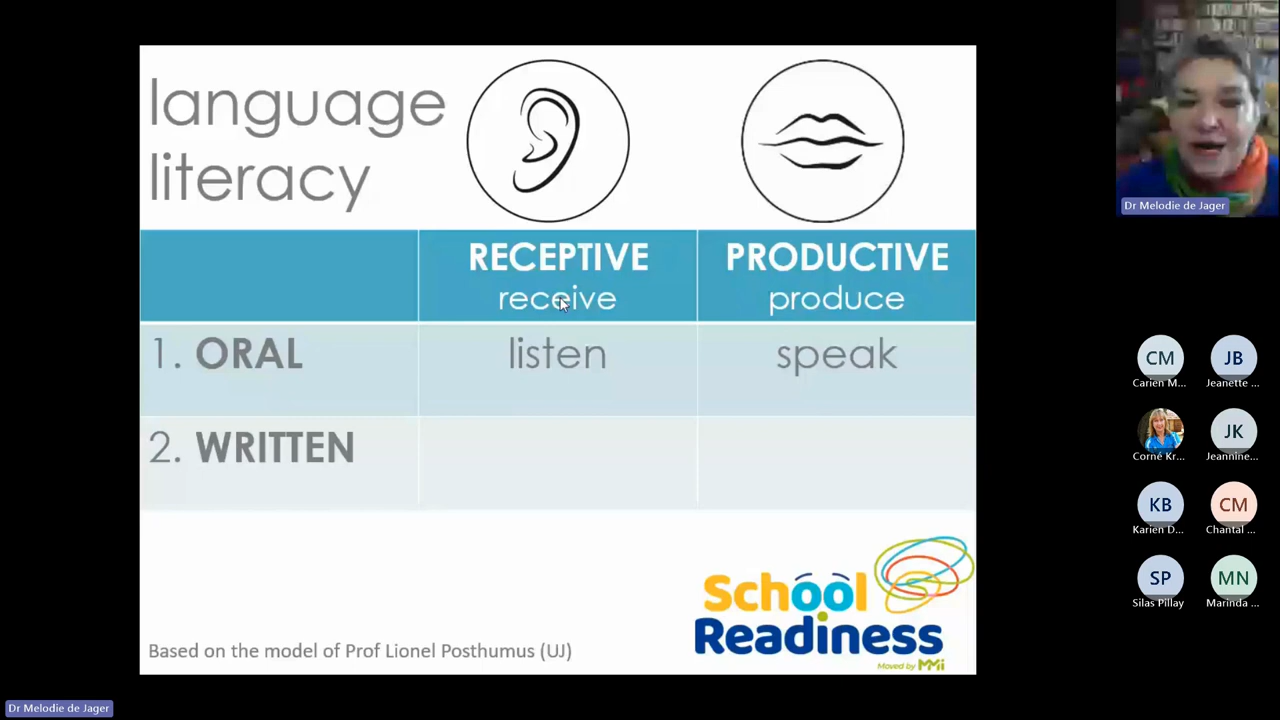 language
literacy
RECEPTIVE
receive
PRODUCTIVE
produce
1. ORAL
listen
speak
2. WRITTEN
School
Readiness
Moved by MMi
Based on the model of Prof Lionel Posthumus (UJ)
Dr Melodie de Jager
CM
Carien M...
JB
Jeanette ...
Corné Kr...
JK
Jeannine...
KB
Karien D...
CM
Chantal ...
SP
Silas Pillay
MN
Marinda ...
Dr Melodie de Jager